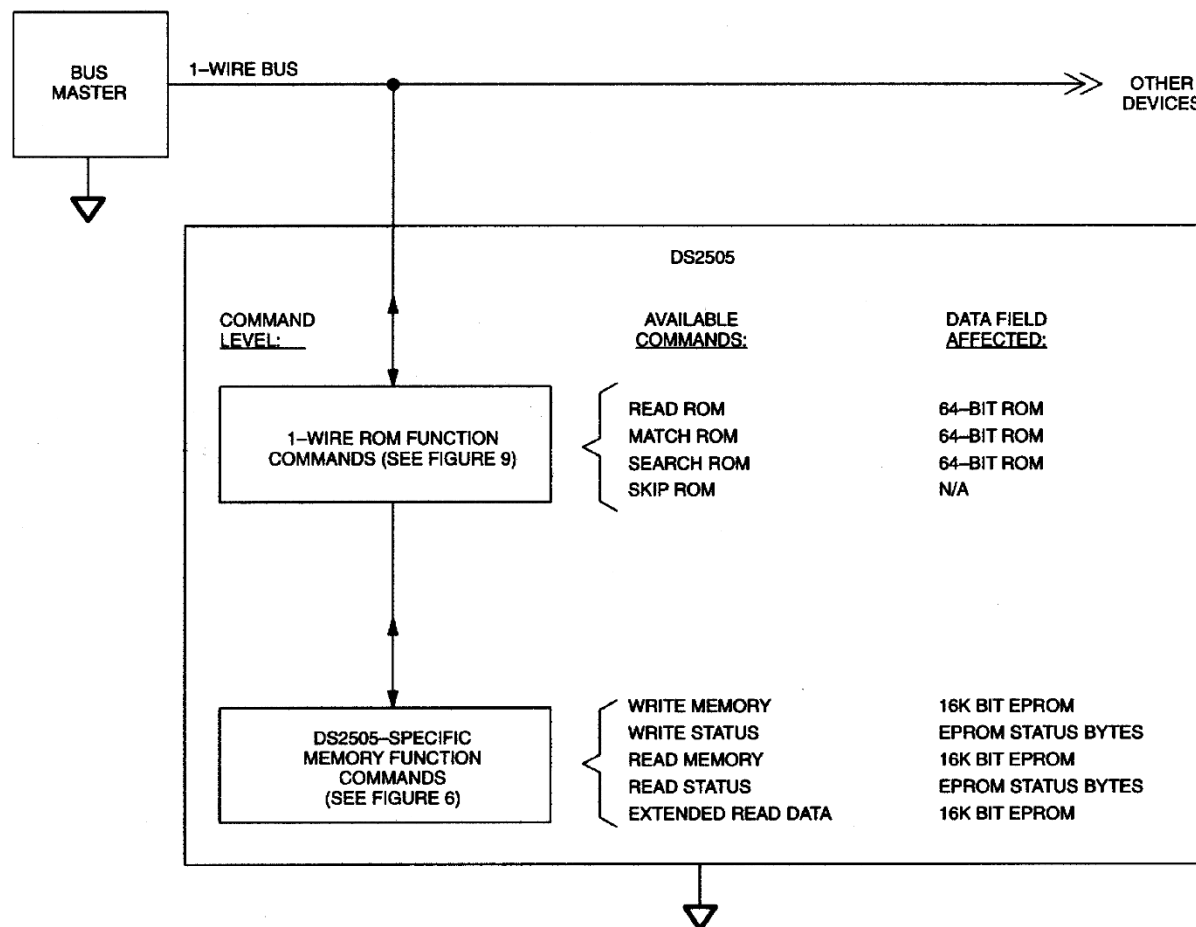 BUS
MASTER
1–WIRE BUS
OTHER
DEVICES
DS2505
COMMAND
LEVEL:
AVAILABLE
COMMANDS:
DATA FIELD
AFFECTED:
1–WIRE ROM FUNCTION
COMMANDS (SEE FIGURE 9)
READ ROM 64–BIT ROM
MATCH ROM 64–BIT ROM
SEARCH ROM 64–BIT ROM
SKIP ROM N/A
DS2505–SPECIFIC
MEMORY FUNCTION
COMMANDS
(SEE FIGURE 6)
WRITE MEMORY 16K BIT EPROM
WRITE STATUS EPROM STATUS BYTES
READ MEMORY 16K BIT EPROM
READ STATUS EPROM STATUS BYTES
EXTENDED READ DATA 16K BIT EPROM